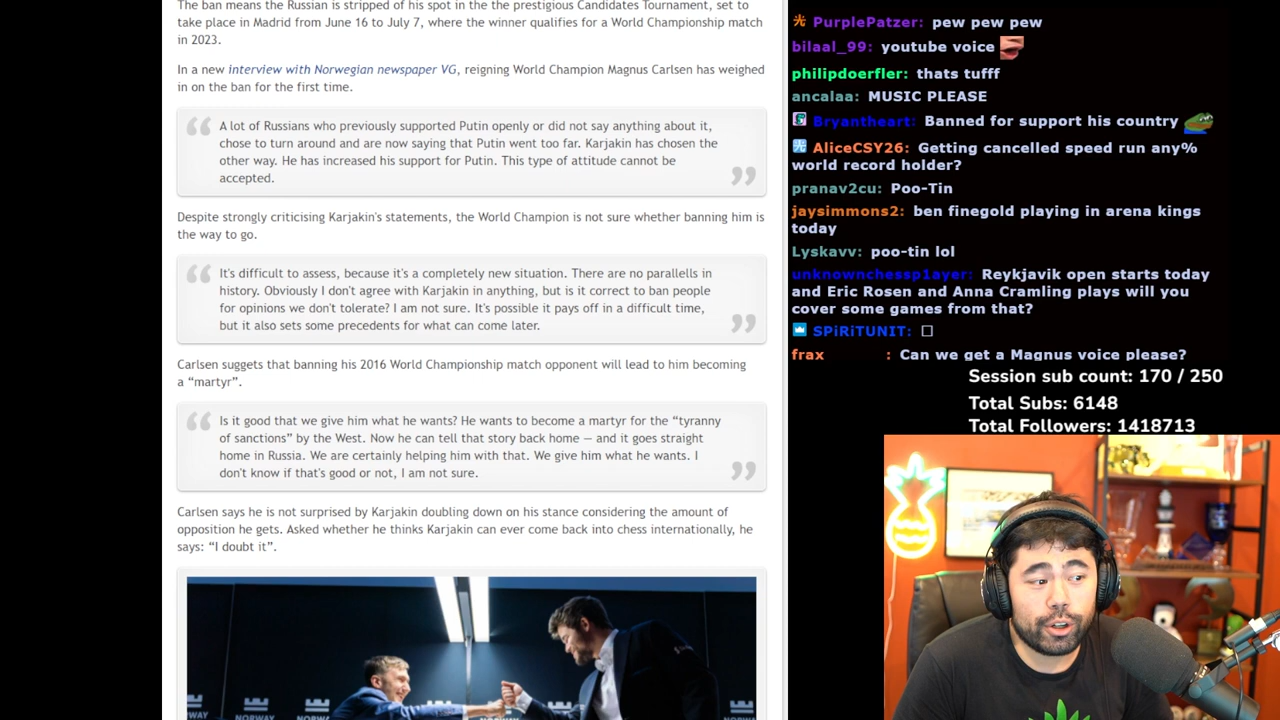 The ban means the Russian is stripped of his spot in the the prestigious Candidates Tournament, set to
take place in Madrid from June 16 to July 7, where the winner qualifies for a World Championship match
in 2023.
In a new interview with Norwegian newspaper VG, reigning World Champion Magnus Carlsen has weighed
in on the ban for the first time.
A lot of Russians who previously supported Putin openly or did not say anything about it,
chose to turn around and are now saying that Putin went too far. Karjakin has chosen the
other way. He has increased his support for Putin. This type of attitude cannot be
accepted.
Despite strongly criticising Karjakin's statements, the World Champion is not sure whether banning him is
the way to go.
It's difficult to assess, because it's a completely new situation. There are no parallells in
history. Obviously I don't agree with Karjakin in anything, but is it correct to ban people
for opinions we don't tolerate? I am not sure. It's possible it pays off in a difficult time,
but it also sets some precedents for what can come later.
Carlsen suggests that banning his 2016 World Championship match opponent will lead to him becoming
a “martyr”.
Is it good that we give him what he wants? He wants to become a martyr for the “tyranny
of sanctions” by the West. Now he can tell that story back home — and it goes straight
home in Russia. We are certainly helping him with that. We give him what he wants. I
don't know if that's good or not, I am not sure.
Carlsen says he is not surprised by Karjakin doubling down on his stance considering the amount of
opposition he gets. Asked whether he thinks Karjakin can ever come back into chess internationally, he
says: “I doubt it”.
NORWAY
NORWAY
PurplePatzer: pew pew pew
bilaal_99: youtube voice
philipdoerfler: thats tufff
ancalaa: MUSIC PLEASE
Bryantheart: Banned for support his country
AliceCSY26: Getting cancelled speed run any%
world record holder?
pranav2cu: Poo-Tin
jaysimmons2: ben finegold playing in arena kings
today
Lyskavv: poo-tin lol
unknownchessp1ayer: Reykjavik open starts today
and Eric Rosen and Anna Cramling plays will you
cover some games from that?
SPiRiTUNIT: □
frax : Can we get a Magnus voice please?
Session sub count: 170 / 250
Total Subs: 6148
Total Followers: 1418713